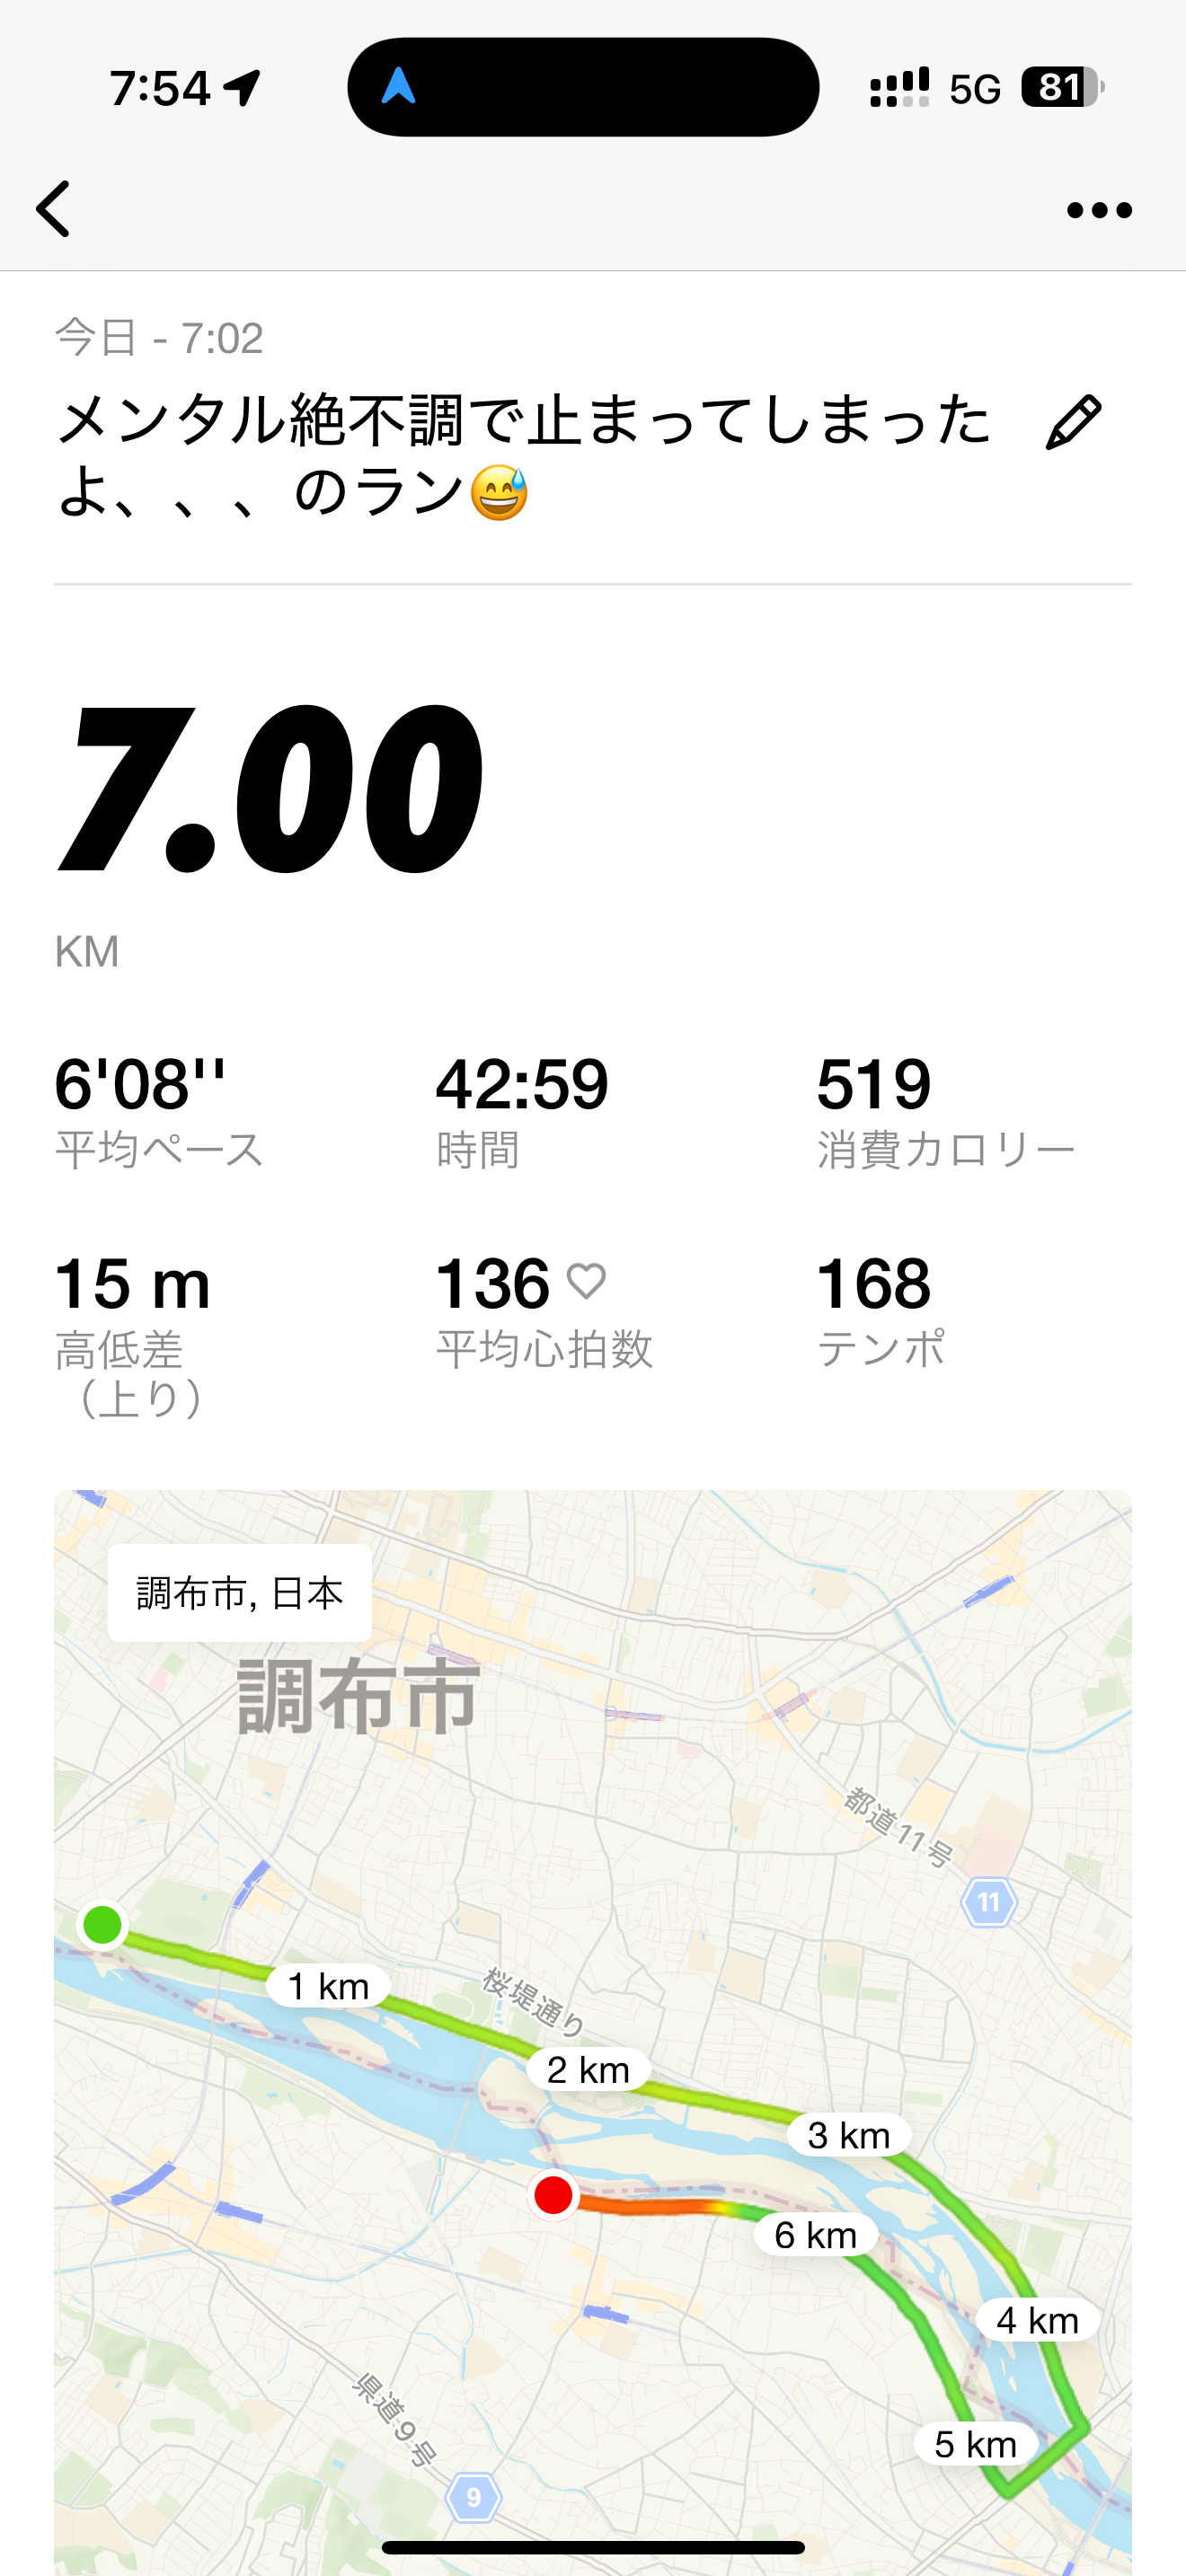 7:54
5G 81
今日 - 7:02
メンタル絶不調で止まってしまった
よ、、、のラン😅
7.00
KM
6'08'' 42:59 519
平均ペース 時間 消費カロリー
15 m 136 168
高低差 平均心拍数 テンポ
（上り）
調布市, 日本
調布市
都道11号
11
1 km
桜堤通り
2 km
3 km
6 km
4 km
県道9号
5 km
9